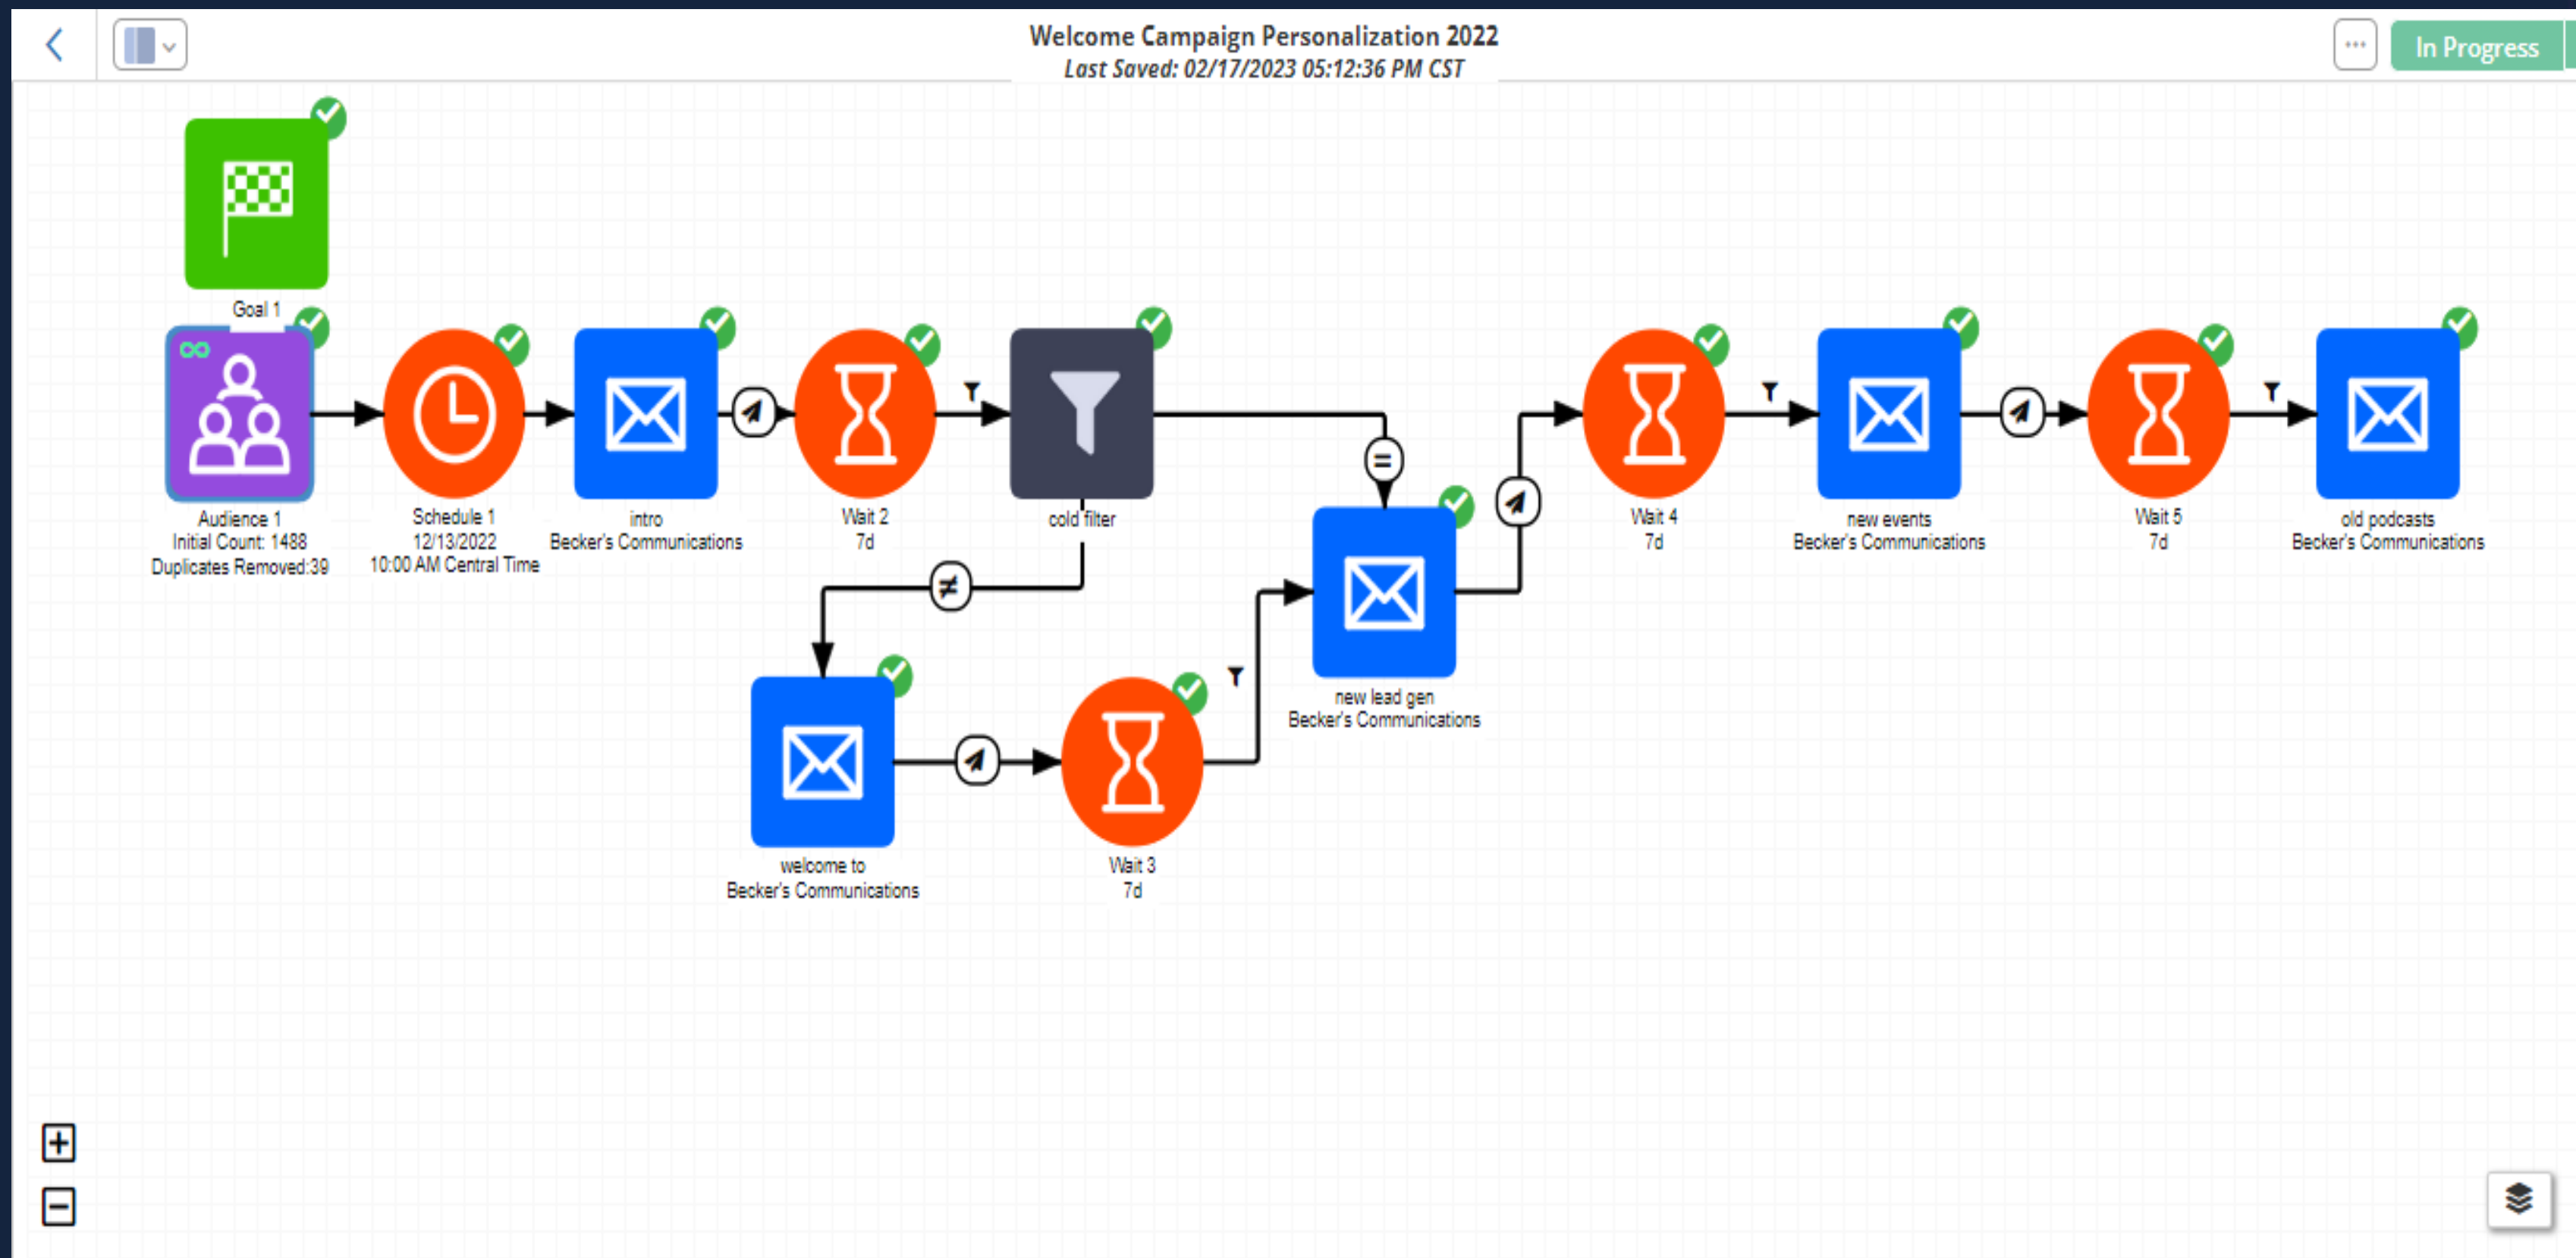 Welcome Campaign Personalization 2022
Last Saved: 02/17/2023 05:12:36 PM CST
In Progress
Goal 1
Audience 1
Initial Count: 1488
Duplicates Removed:39
Schedule 1
12/13/2022
10:00 AM Central Time
intro
Becker's Communications
Wait 2
7d
cold filter
Wait 4
7d
new events
Becker's Communications
Wait 5
7d
old podcasts
Becker's Communications
new lead gen
Becker's Communications
welcome to
Becker's Communications
Wait 3
7d